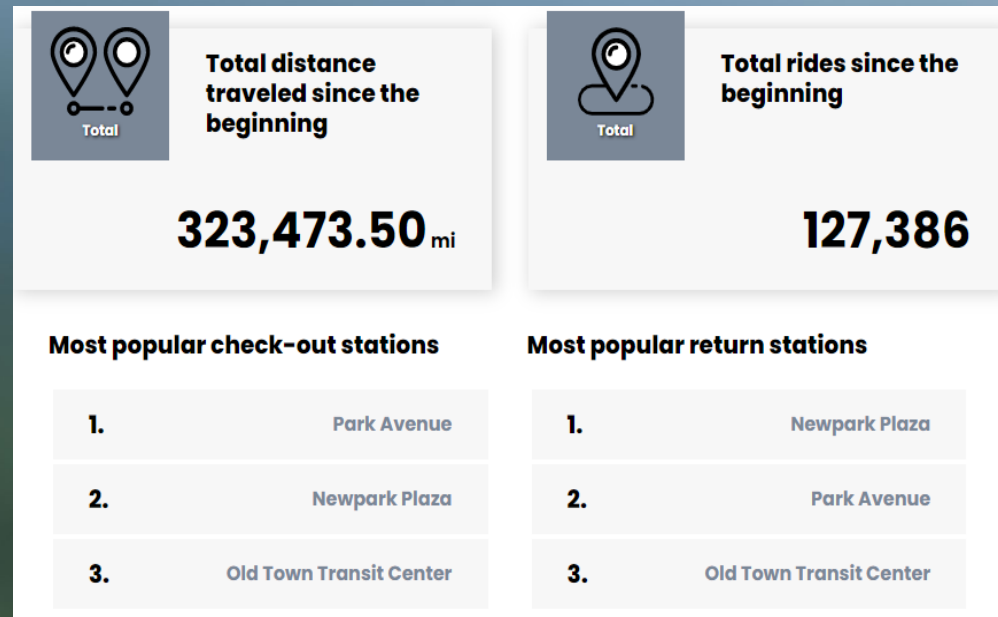 Total
Total distance
traveled since the
beginning
323,473.50 mi
Total
Total rides since the
beginning
127,386
Most popular check-out stations
1. Park Avenue
2. Newpark Plaza
3. Old Town Transit Center
Most popular return stations
1. Newpark Plaza
2. Park Avenue
3. Old Town Transit Center